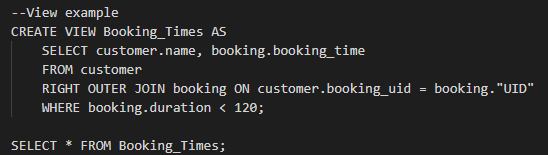 --View example
CREATE VIEW Booking_Times AS
    SELECT customer.name, booking.booking_time
    FROM customer
    RIGHT OUTER JOIN booking ON customer.booking_uid = booking."UID"
    WHERE booking.duration < 120;

SELECT * FROM Booking_Times;